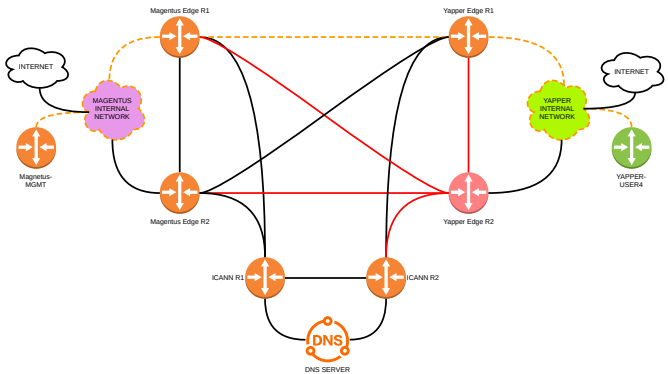 Magentus Edge R1
Yapper Edge R1
INTERNET
INTERNET
MAGENTUS
INTERNAL
NETWORK
YAPPER
INTERNAL
NETWORK
Magnetus-
MGMT
YAPPER-
USER4
Magentus Edge R2
Yapper Edge R2
ICANN R1
ICANN R2
DNS
DNS SERVER